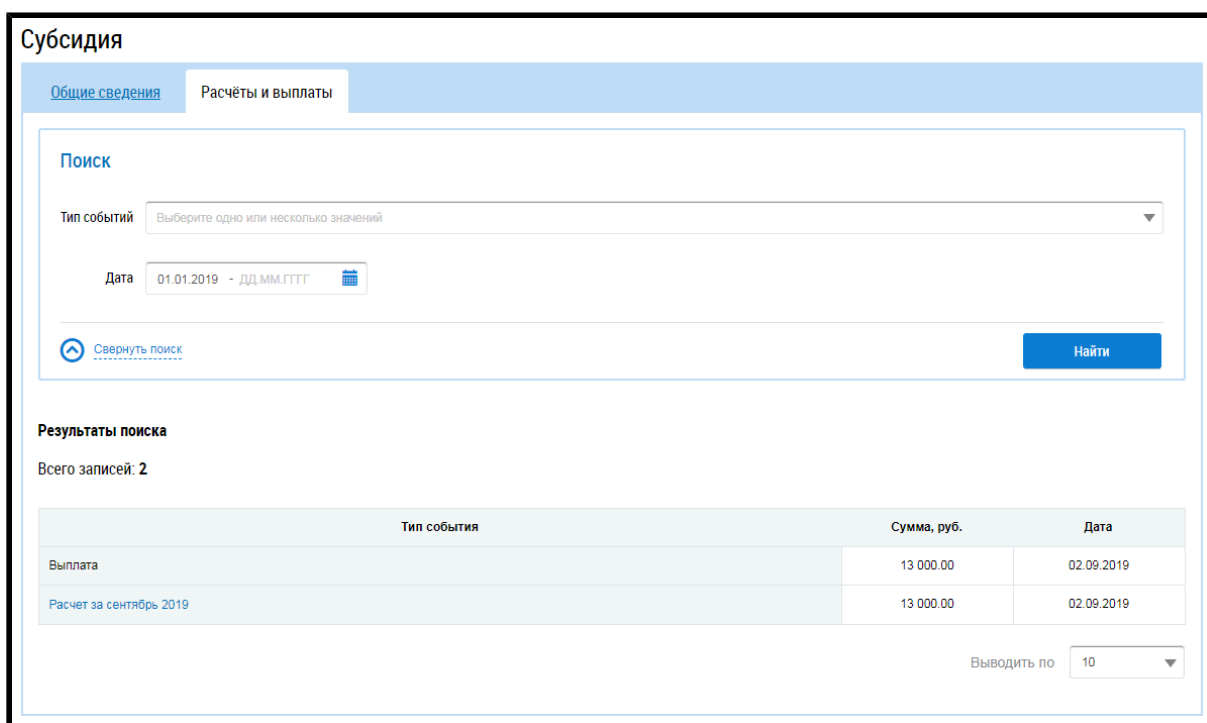 Субсидия
Общие сведения Расчёты и выплаты
Поиск
Тип событий Выберите одно или несколько значений
Дата 01.01.2019 - ДД.ММ.ГГГГ
Свернуть поиск Найти
Результаты поиска
Всего записей: 2
Тип события Сумма, руб. Дата
Выплата 13 000.00 02.09.2019
Расчет за сентябрь 2019 13 000.00 02.09.2019
Выводить по 10